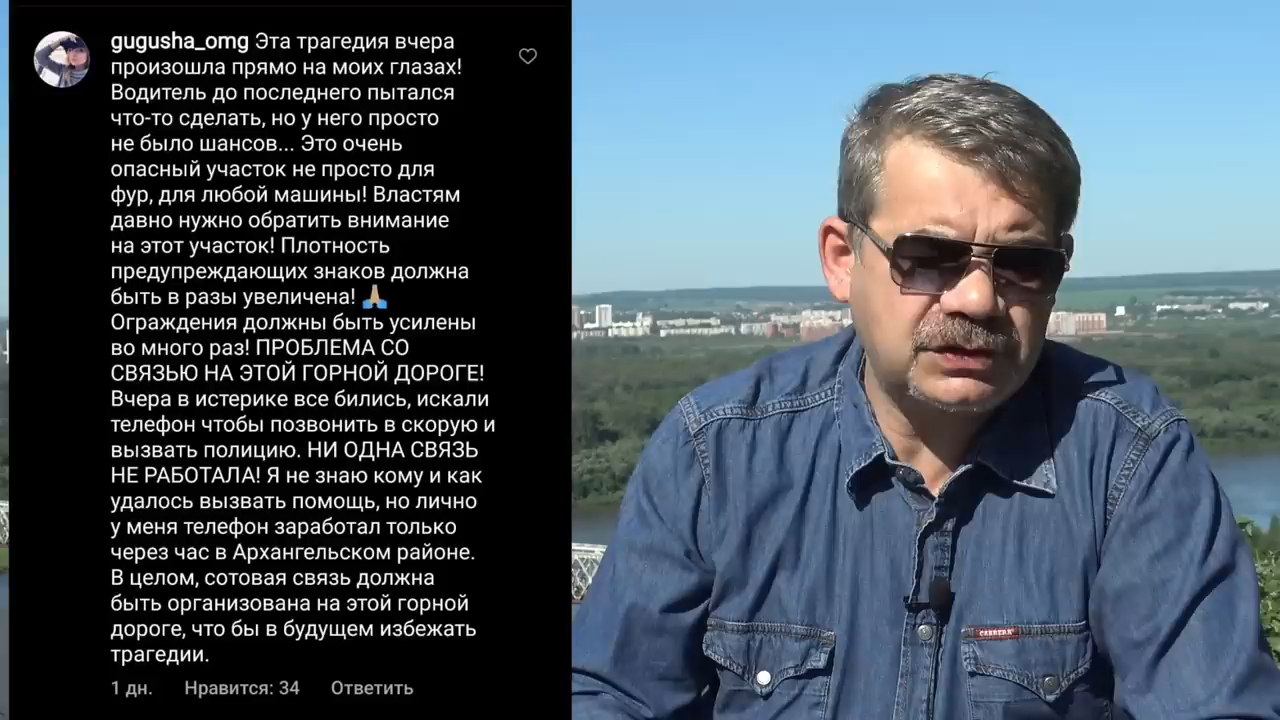 gugusha_omg Эта трагедия вчера
произошла прямо на моих глазах!
Водитель до последнего пытался
что-то сделать, но у него просто
не было шансов... Это очень
опасный участок не просто для
фур, для любой машины! Властям
давно нужно обратить внимание
на этот участок! Плотность
предупреждающих знаков должна
быть в разы увеличена! 🙏
Ограждения должны быть усилены
во много раз! ПРОБЛЕМА СО
СВЯЗЬЮ НА ЭТОЙ ГОРНОЙ ДОРОГЕ!
Вчера в истерике все бились, искали
телефон чтобы позвонить в скорую и
вызвать полицию. НИ ОДНА СВЯЗЬ
НЕ РАБОТАЛА! Я не знаю кому и как
удалось вызвать помощь, но лично
у меня телефон заработал только
через час в Архангельском районе.
В целом, сотовая связь должна
быть организована на этой горной
дороге, что бы в будущем избежать
трагедии.
1 дн. Нравится: 34 Ответить
CARRERA